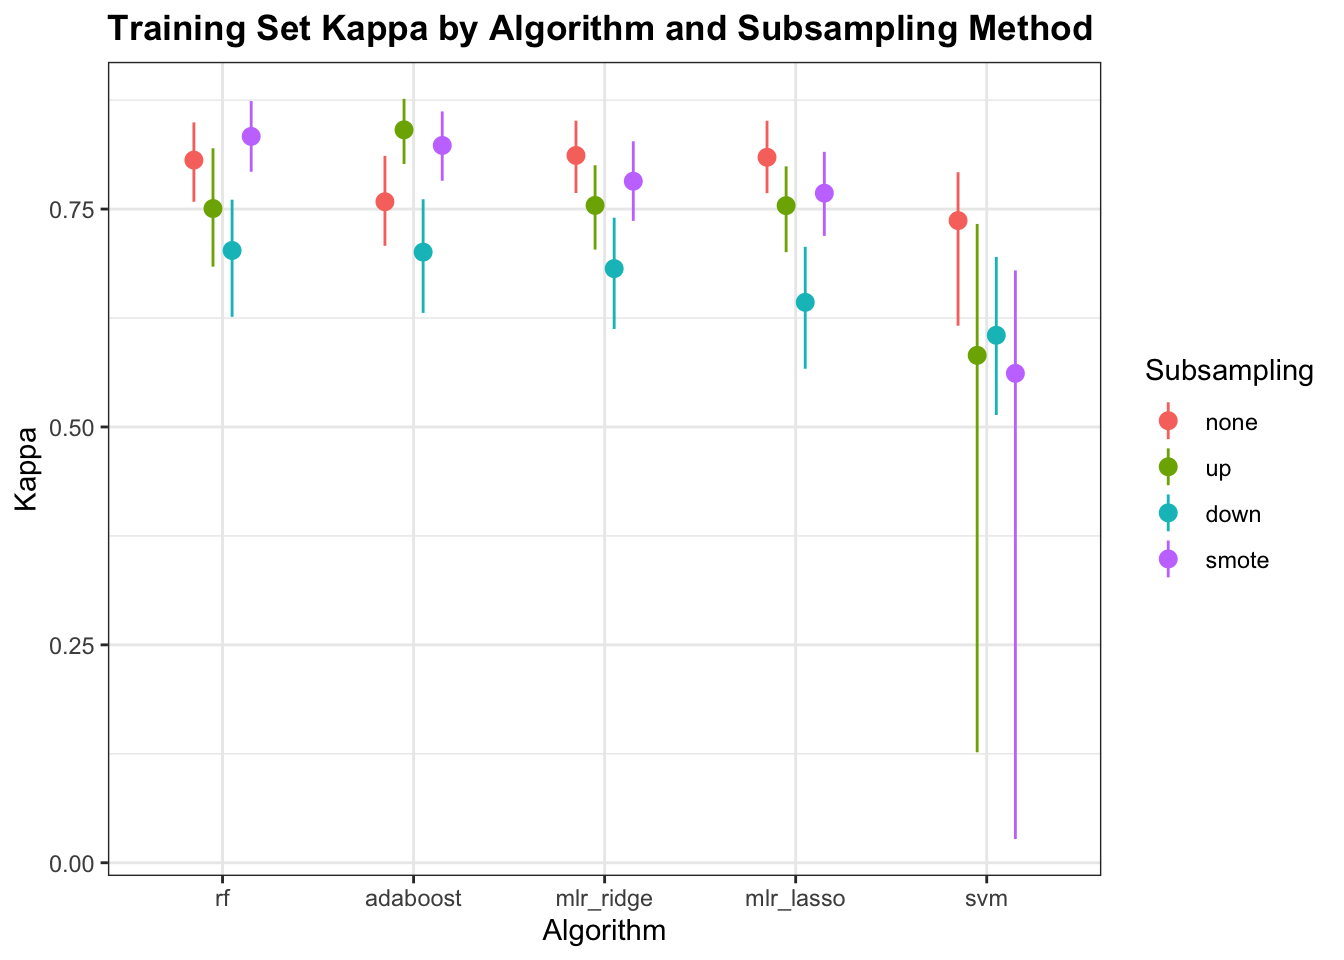 Training Set Kappa by Algorithm and Subsampling Method
Kappa
0.75
0.50
0.25
0.00
rf adaboost mlr_ridge mlr_lasso svm
Algorithm
Subsampling
none
up
down
smote